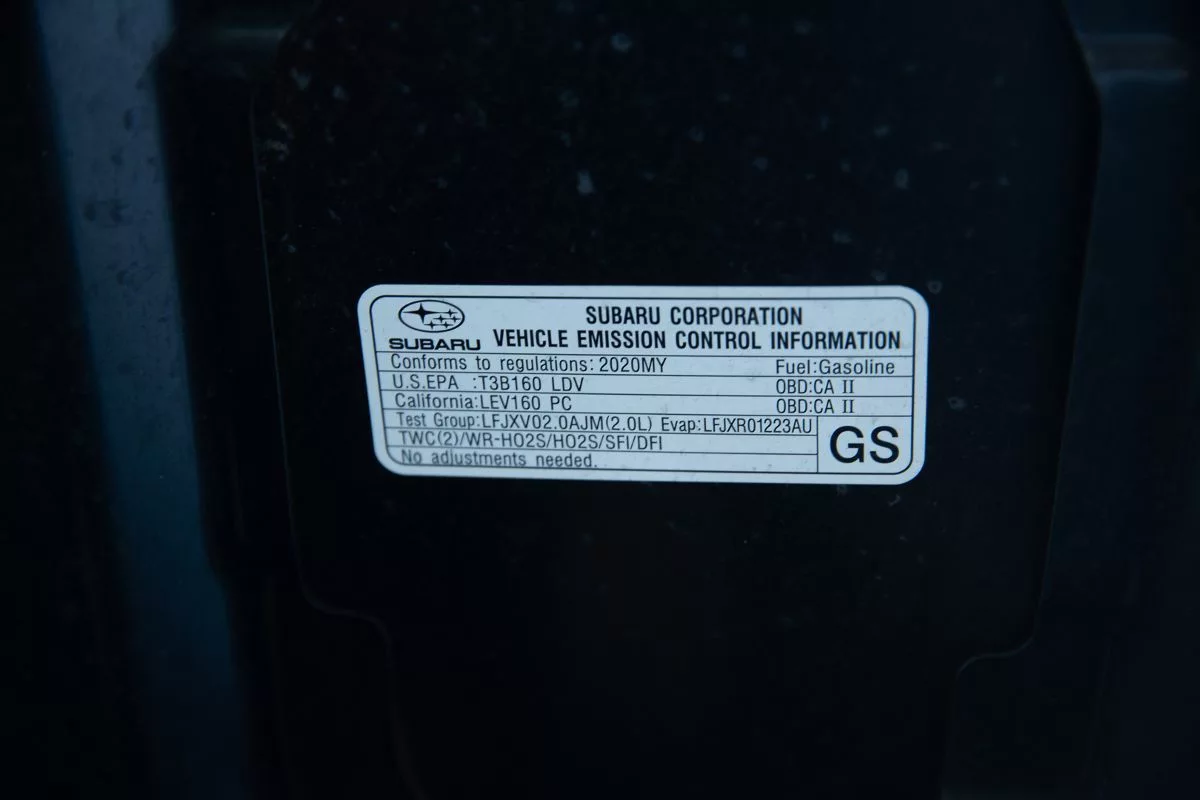 SUBARU
SUBARU CORPORATION
VEHICLE EMISSION CONTROL INFORMATION
Conforms to regulations: 2020MY Fuel:Gasoline
U.S.EPA :T3B160 LDV OBD:CA II
California:LEV160 PC OBD:CA II
Test Group:LFJXV02.0AJM(2.0L) Evap:LFJXR01223AU
TWC(2)/WR-HO2S/HO2S/SFI/DFI
No adjustments needed.
GS